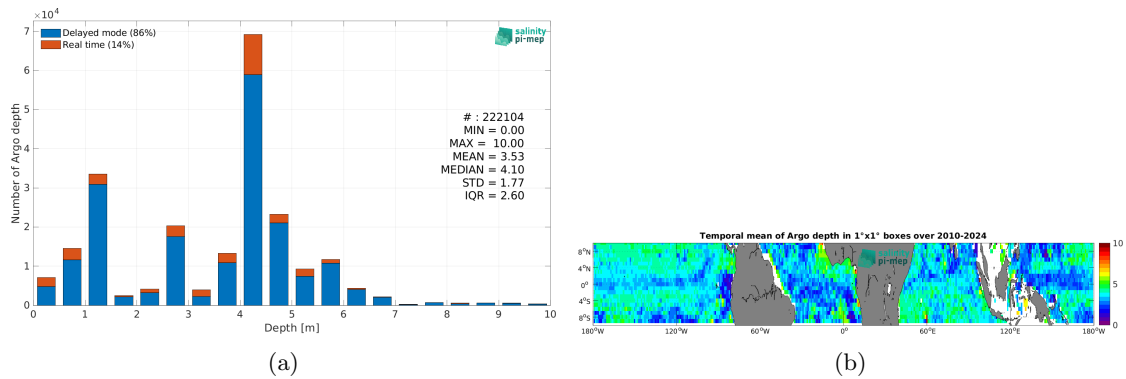 ×10⁴
7
6
5
4
3
2
1
0
Number of Argo depth
Delayed mode (86%)
Real time (14%)
salinity
pi-mep
# : 222104
MIN = 0.00
MAX = 10.00
MEAN = 3.53
MEDIAN = 4.10
STD = 1.77
IQR = 2.60
0 1 2 3 4 5 6 7 8 9 10
Depth [m]
(a)
Temporal mean of Argo depth in 1°x1° boxes over 2010-2024
salinity
pi-mep
8°N
4°N
0°
4°S
8°S
180°W 120°W 60°W 0° 60°E 120°E 180°W
10
5
0
(b)